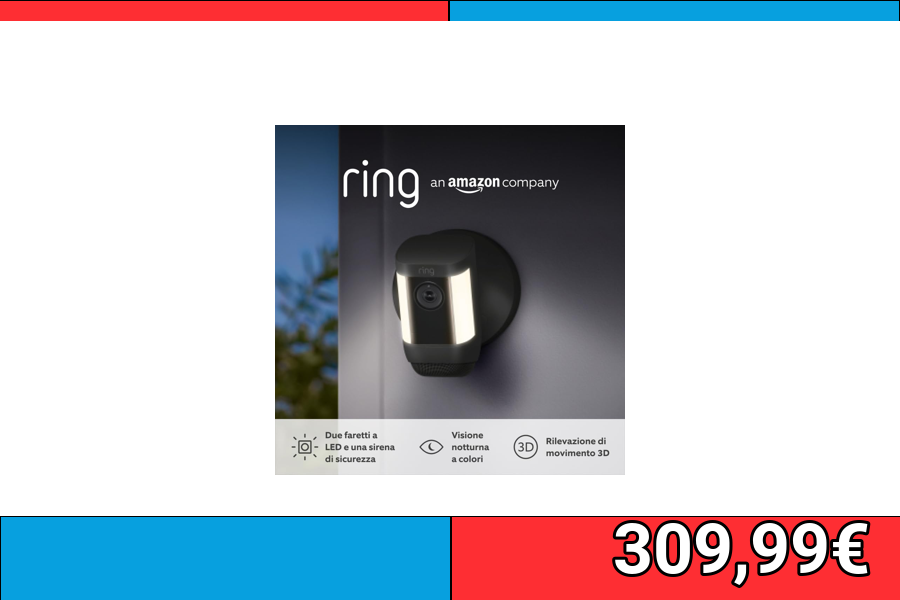 ring an amazon company
ring
Due faretti a
LED e una sirena
di sicurezza
Visione
notturna
a colori
3D
Rilevazione di
movimento 3D
309,99€